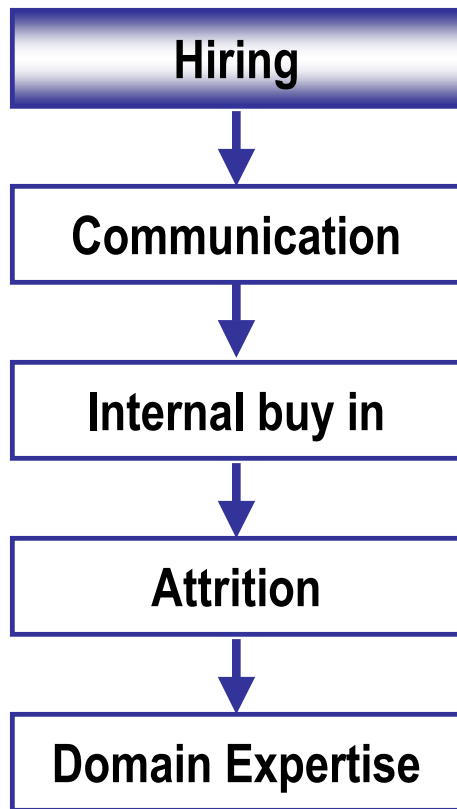 Hiring
Communication
Internal buy in
Attrition
Domain Expertise